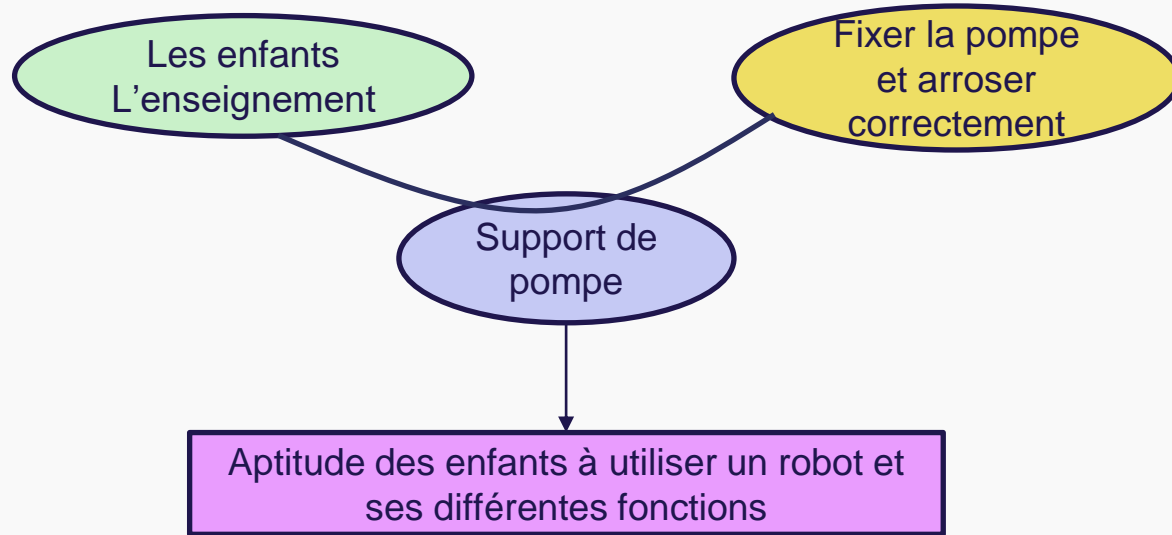 Les enfants
L’enseignement
Fixer la pompe
et arroser
correctement
Support de
pompe
Aptitude des enfants à utiliser un robot et
ses différentes fonctions